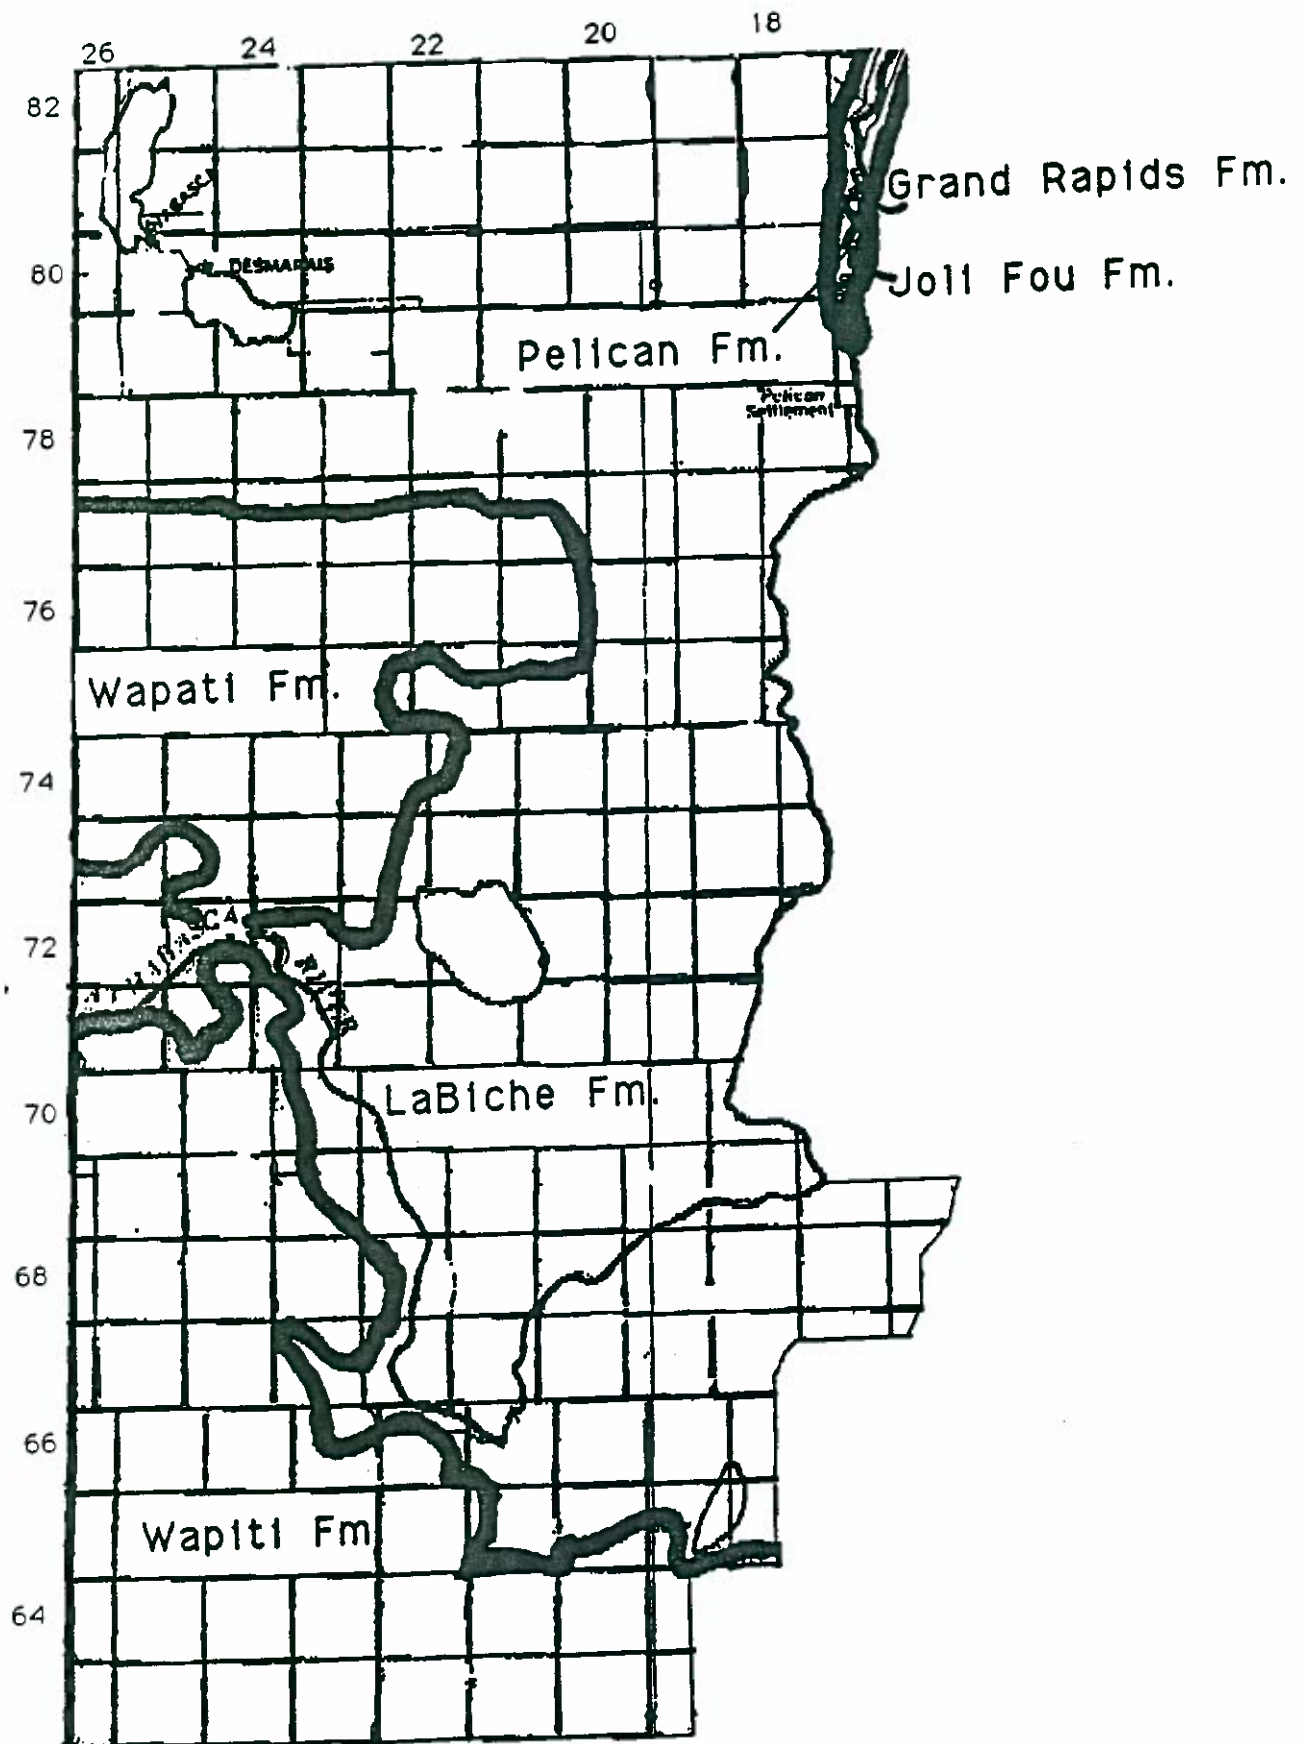 26 24 22 20 18
82
Grand Rapids Fm.
DESMARAIS
80
Joli Fou Fm.
Pelican Fm.
Pelican
Settlement
78
76
Wapati Fm.
74
72
RIVER
70
LaBiche Fm.
68
66
Wapiti Fm
64